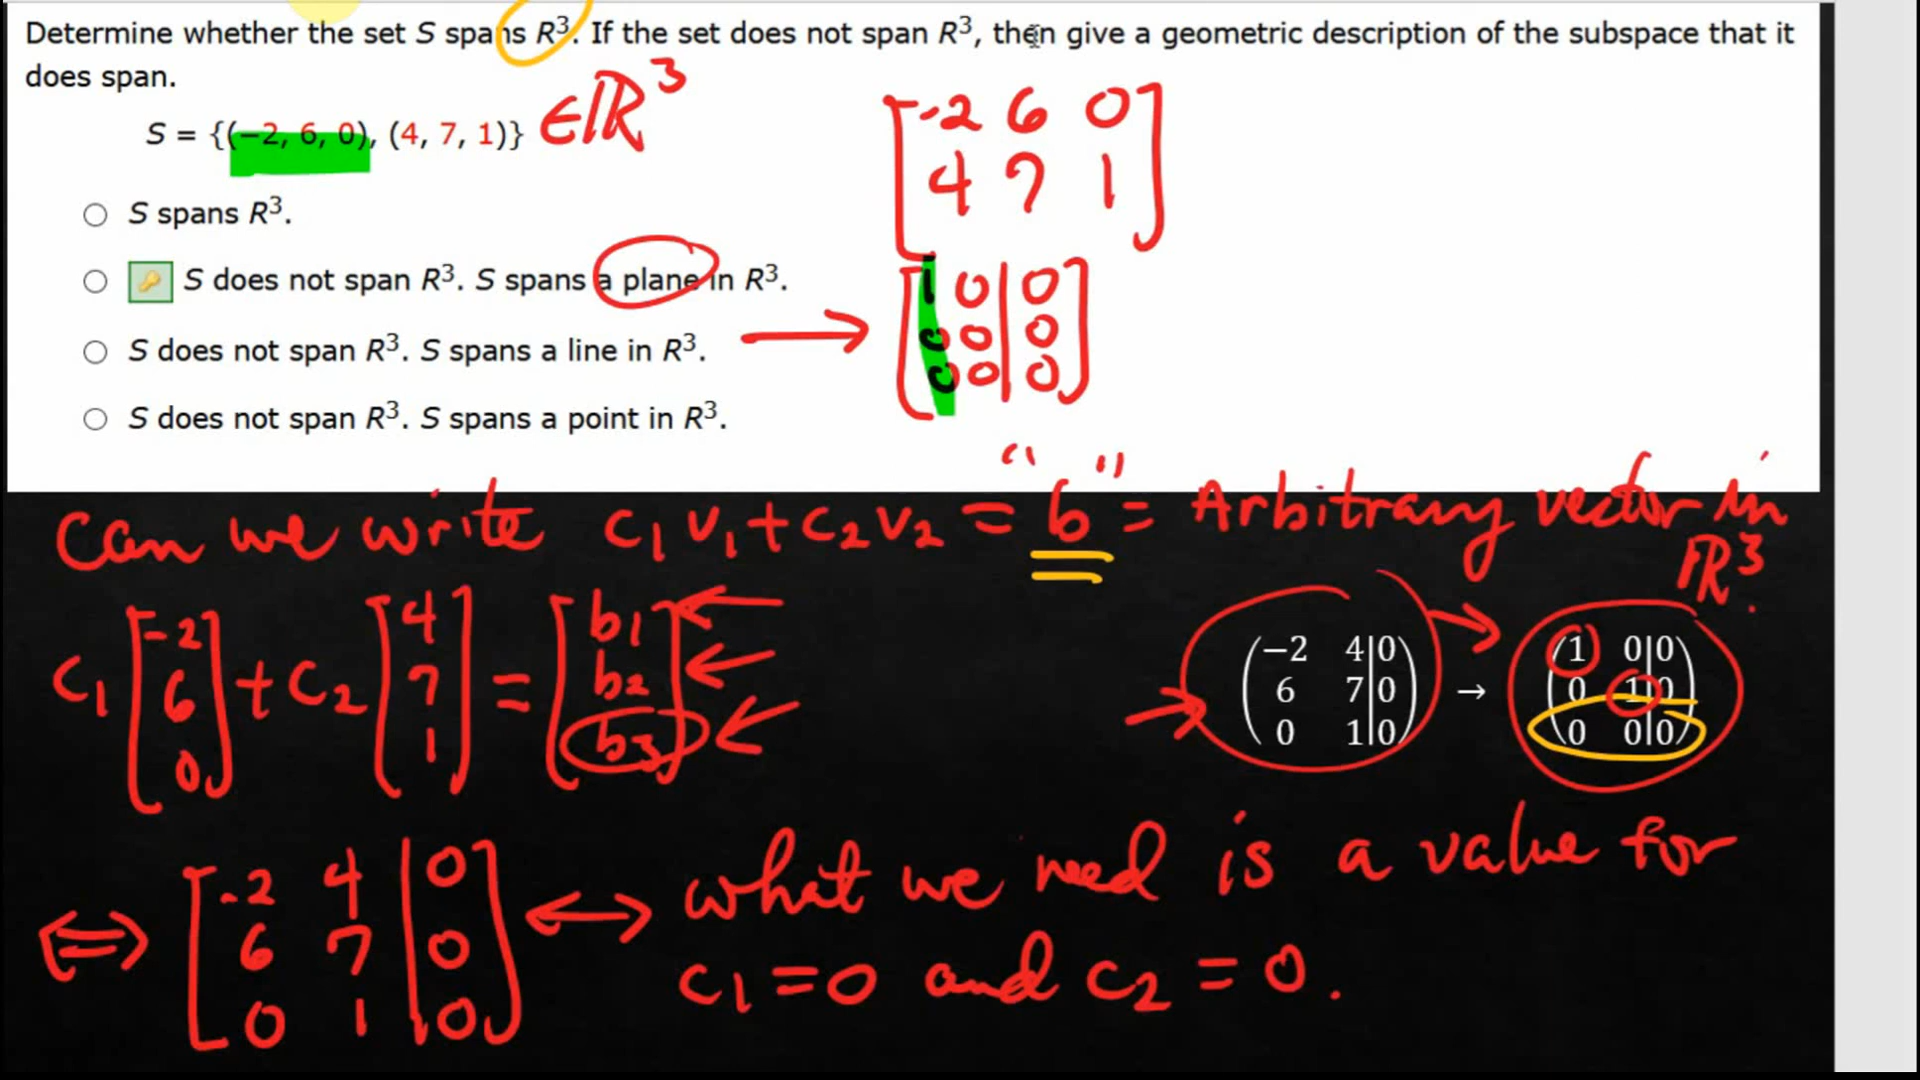 Determine whether the set S spans R³. If the set does not span R³, then give a geometric description of the subspace that it
does span.
S = {(−2, 6, 0), (4, 7, 1)} ∈ ℝ³
[-2 6 0
4 7 1]
S spans R³.
S does not span R³. S spans a plane in R³.
S does not span R³. S spans a line in R³.
S does not span R³. S spans a point in R³.
→ [1 0 | 0
0 0 | 0
0 0 | 0]
Can we write c1 v1 + c2 v2 = "b" = Arbitrary vector in
ℝ³.
c1 [-2
6
0] + c2 [4
7
1] = [b1
b2
b3]
(−2 4|0
6 7|0
0 1|0)
→
(1 0|0
0 1|0
0 0|0)
⇔ [-2 4 | 0
6 7 | 0
0 1 | 0] ↔ what we need is a value for
c1 = 0 and c2 = 0.